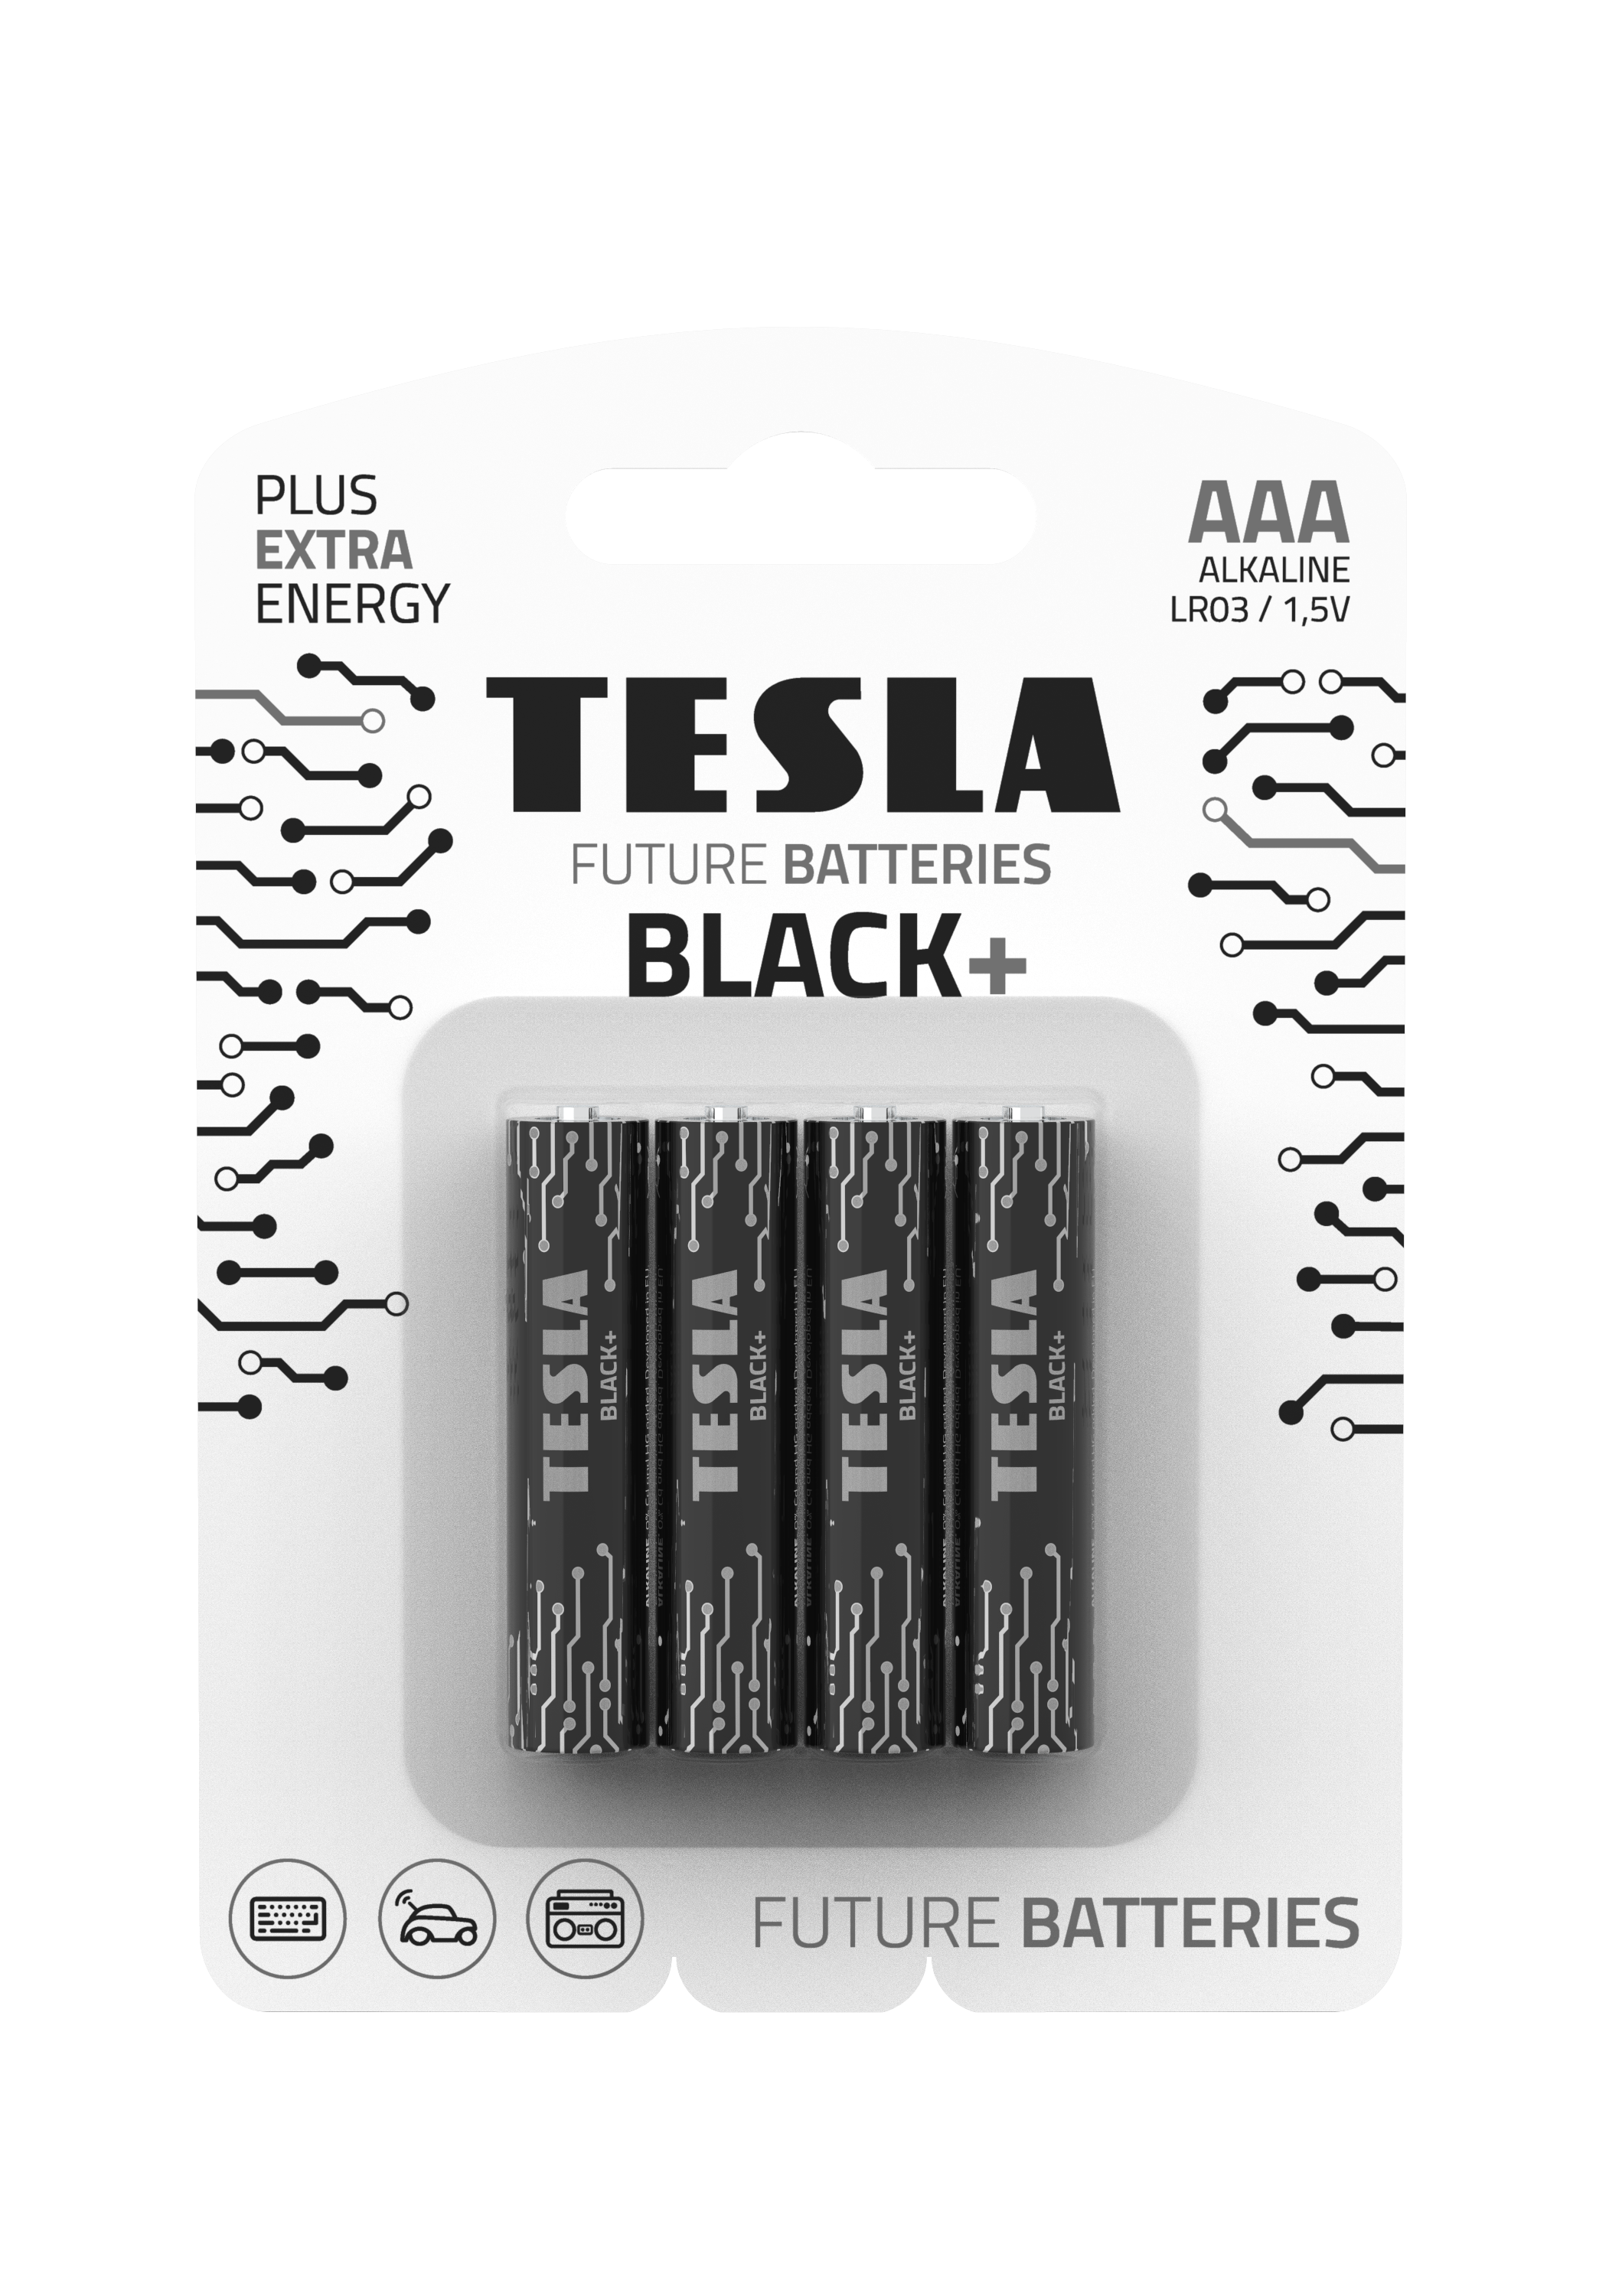 PLUS
EXTRA
ENERGY
AAA
ALKALINE
LR03 / 1,5V
TESLA
FUTURE BATTERIES
BLACK+
TESLA
BLACK+
TESLA
BLACK+
TESLA
BLACK+
TESLA
BLACK+
FUTURE BATTERIES